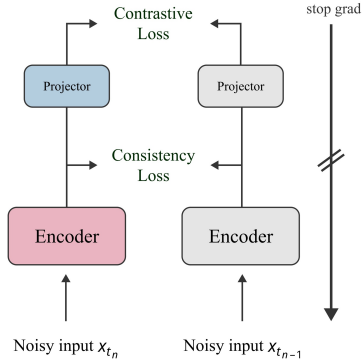 Contrastive
Loss
stop grad
Projector
Projector
Consistency
Loss
Encoder
Encoder
Noisy input x_{t_n}
Noisy input x_{t_{n-1}}